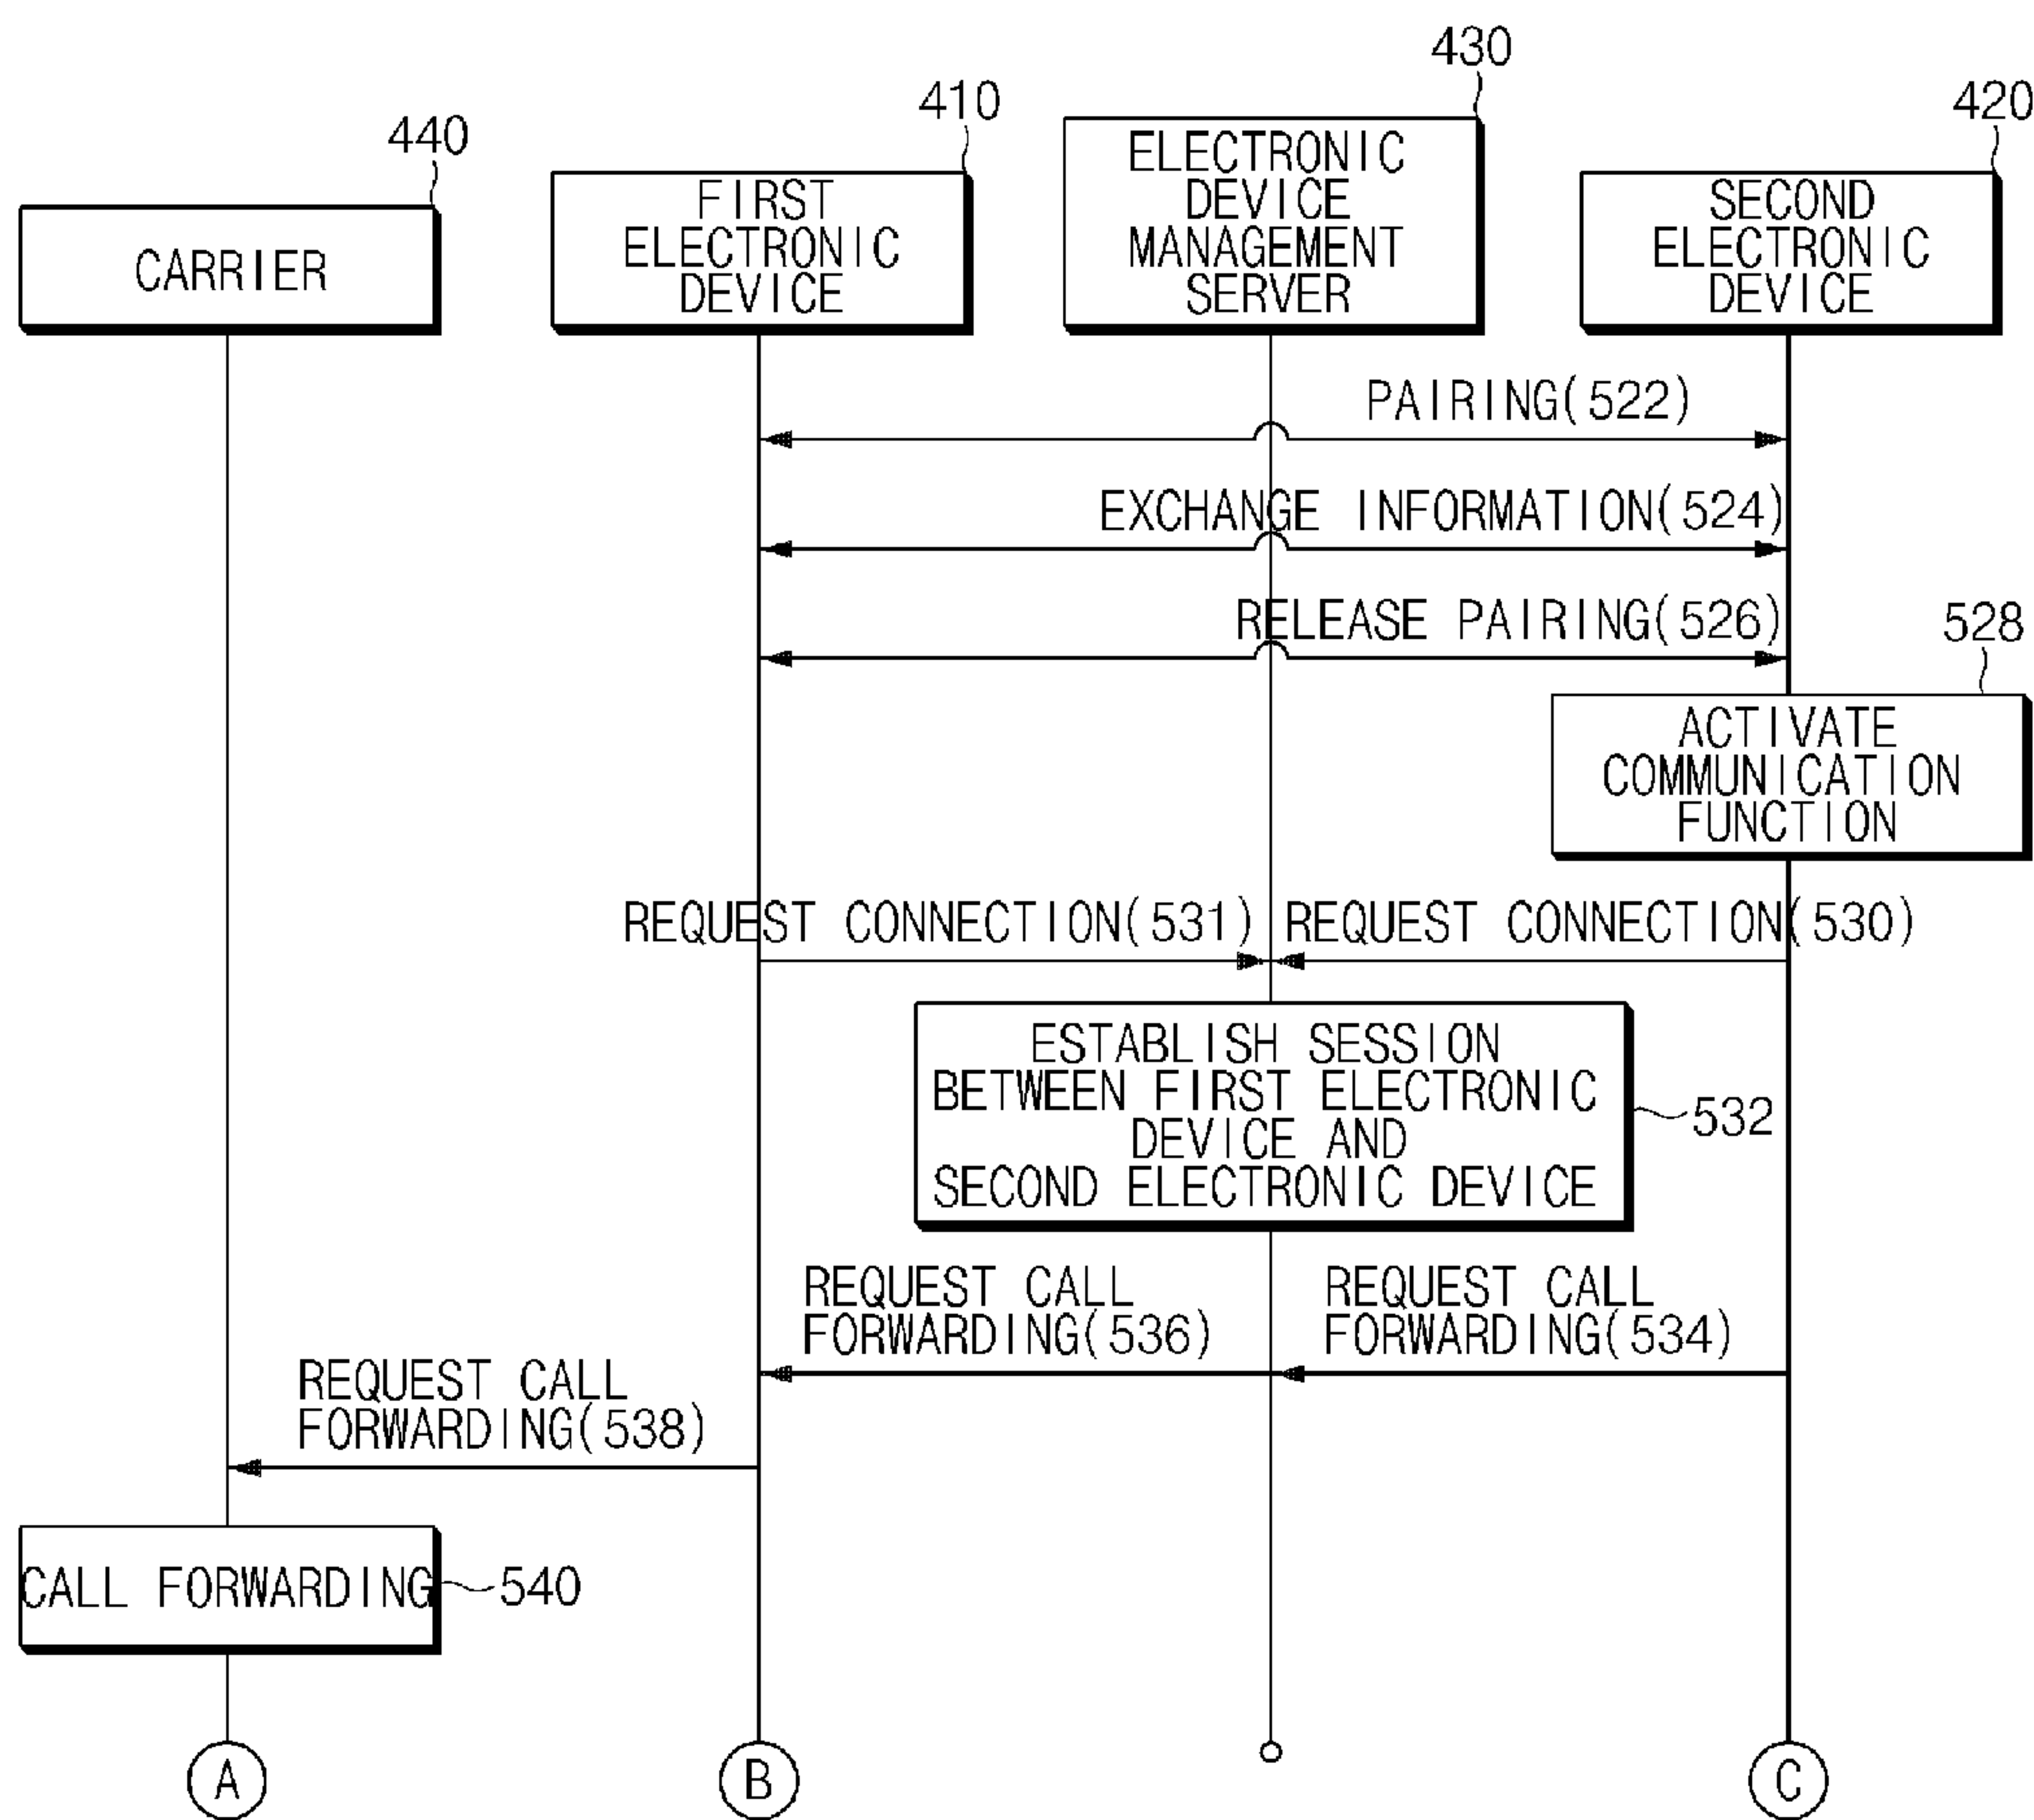 430
410
420
440
ELECTRONIC
DEVICE
MANAGEMENT
SERVER
FIRST
ELECTRONIC
DEVICE
SECOND
ELECTRONIC
DEVICE
CARRIER
PAIRING(522)
EXCHANGE INFORMATION(524)
RELEASE PAIRING(526)
528
ACTIVATE
COMMUNICATION
FUNCTION
REQUEST CONNECTION(531)
REQUEST CONNECTION(530)
ESTABLISH SESSION
BETWEEN FIRST ELECTRONIC
DEVICE AND
SECOND ELECTRONIC DEVICE
532
REQUEST CALL
FORWARDING(536)
REQUEST CALL
FORWARDING(534)
REQUEST CALL
FORWARDING(538)
CALL FORWARDING
540
A
B
C